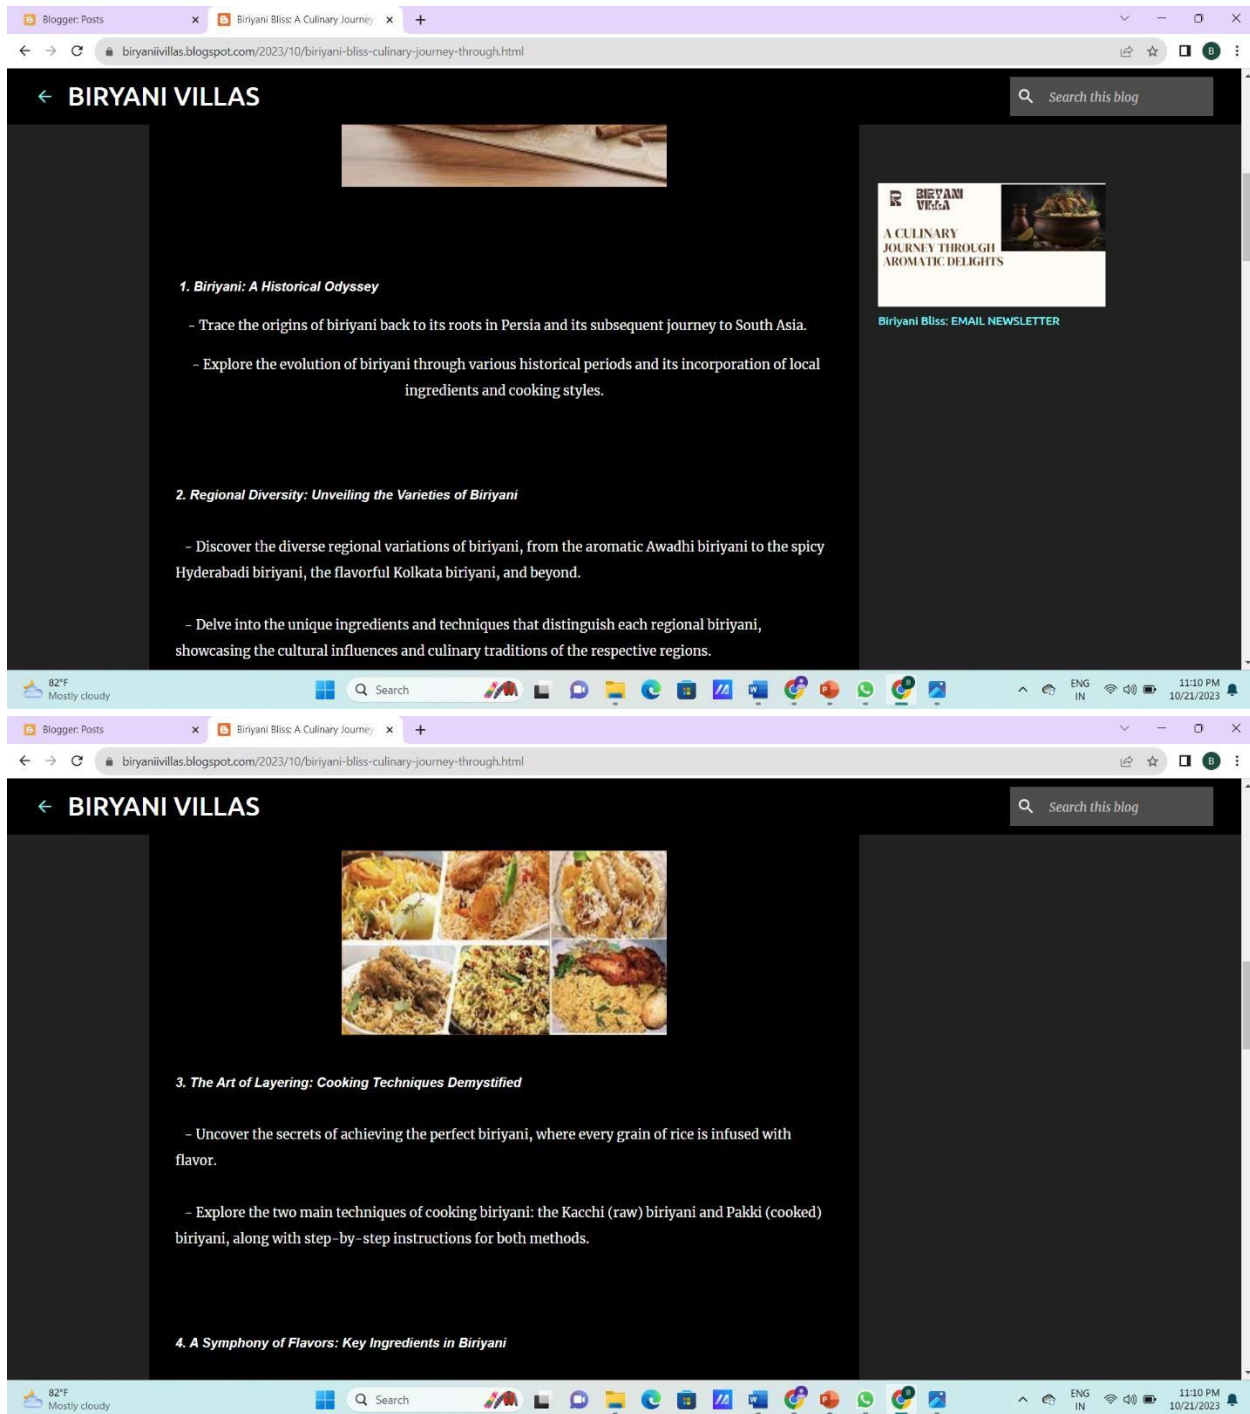 Blogger: Posts
Biriyani Bliss: A Culinary Journey
biryaniivillas.blogspot.com/2023/10/biriyani-bliss-culinary-journey-through.html
B
BIRYANI VILLAS
Search this blog
BIRYANI
VILLA
A CULINARY
JOURNEY THROUGH
AROMATIC DELIGHTS
Biriyani Bliss: EMAIL NEWSLETTER
1. Biriyani: A Historical Odyssey
- Trace the origins of biriyani back to its roots in Persia and its subsequent journey to South Asia.
- Explore the evolution of biriyani through various historical periods and its incorporation of local
ingredients and cooking styles.
2. Regional Diversity: Unveiling the Varieties of Biriyani
- Discover the diverse regional variations of biriyani, from the aromatic Awadhi biriyani to the spicy
Hyderabadi biriyani, the flavorful Kolkata biriyani, and beyond.
- Delve into the unique ingredients and techniques that distinguish each regional biriyani,
showcasing the cultural influences and culinary traditions of the respective regions.
82°F
Mostly cloudy
Search
ENG
IN
11:10 PM
10/21/2023
Blogger: Posts
Biriyani Bliss: A Culinary Journey
biryaniivillas.blogspot.com/2023/10/biriyani-bliss-culinary-journey-through.html
B
BIRYANI VILLAS
Search this blog
3. The Art of Layering: Cooking Techniques Demystified
- Uncover the secrets of achieving the perfect biriyani, where every grain of rice is infused with
flavor.
- Explore the two main techniques of cooking biriyani: the Kacchi (raw) biriyani and Pakki (cooked)
biriyani, along with step-by-step instructions for both methods.
4. A Symphony of Flavors: Key Ingredients in Biriyani
82°F
Mostly cloudy
Search
ENG
IN
11:10 PM
10/21/2023